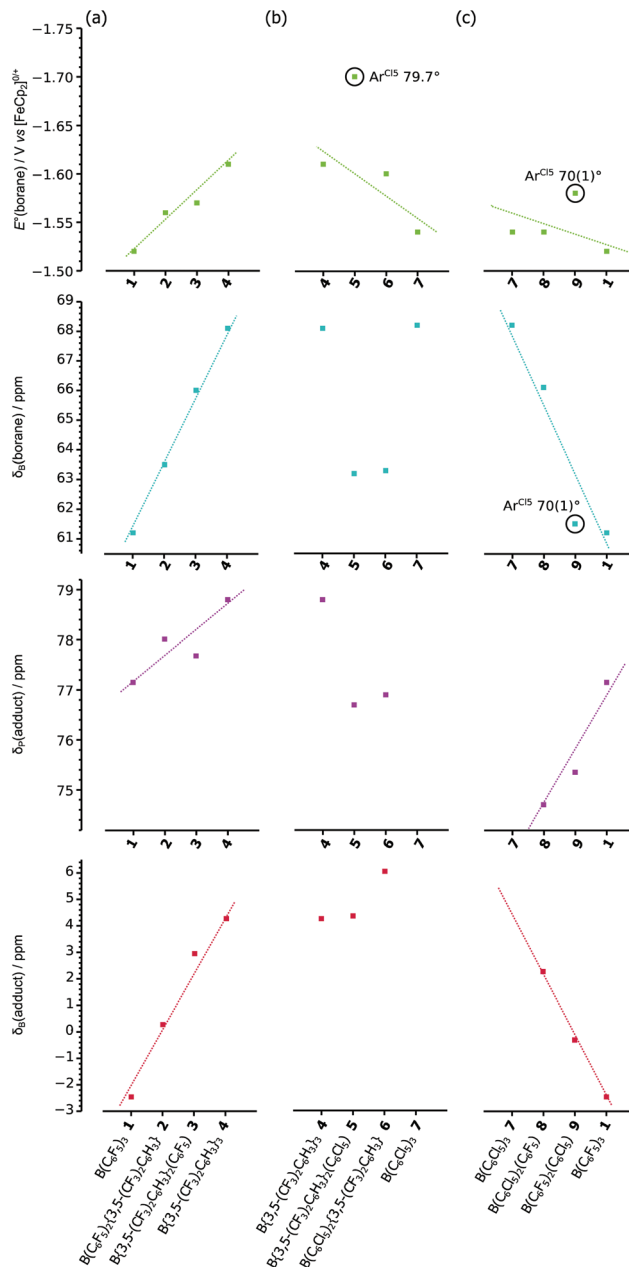 (a) (b) (c)
E°(borane) / V vs [FeCp₂]⁰/⁺
−1.75
−1.70
−1.65
−1.60
−1.55
−1.50
1 2 3 4
Ar^Cl5 79.7°
4 5 6 7
Ar^Cl5 70(1)°
7 8 9 1
δB(borane) / ppm
69
68
67
66
65
64
63
62
61
1 2 3 4
4 5 6 7
Ar^Cl5 70(1)°
7 8 9 1
δP(adduct) / ppm
79
78
77
76
75
1 2 3 4
4 5 6 7
7 8 9 1
δB(adduct) / ppm
6
5
4
3
2
1
0
−1
−2
−3
1 2 3 4
4 5 6 7
7 8 9 1
B(C₆F₅)₃
B(C₆F₅)₂{3,5-(CF₃)₂C₆H₃}
B{3,5-(CF₃)₂C₆H₃}₂(C₆F₅)
B{3,5-(CF₃)₂C₆H₃}₃
B{3,5-(CF₃)₂C₆H₃}₃
B{3,5-(CF₃)₂C₆H₃}₂(C₆Cl₅)
B(C₆Cl₅)₂{3,5-(CF₃)₂C₆H₃}
B(C₆Cl₅)₃
B(C₆Cl₅)₃
B(C₆Cl₅)₂(C₆F₅)
B(C₆F₅)₂(C₆Cl₅)
B(C₆F₅)₃